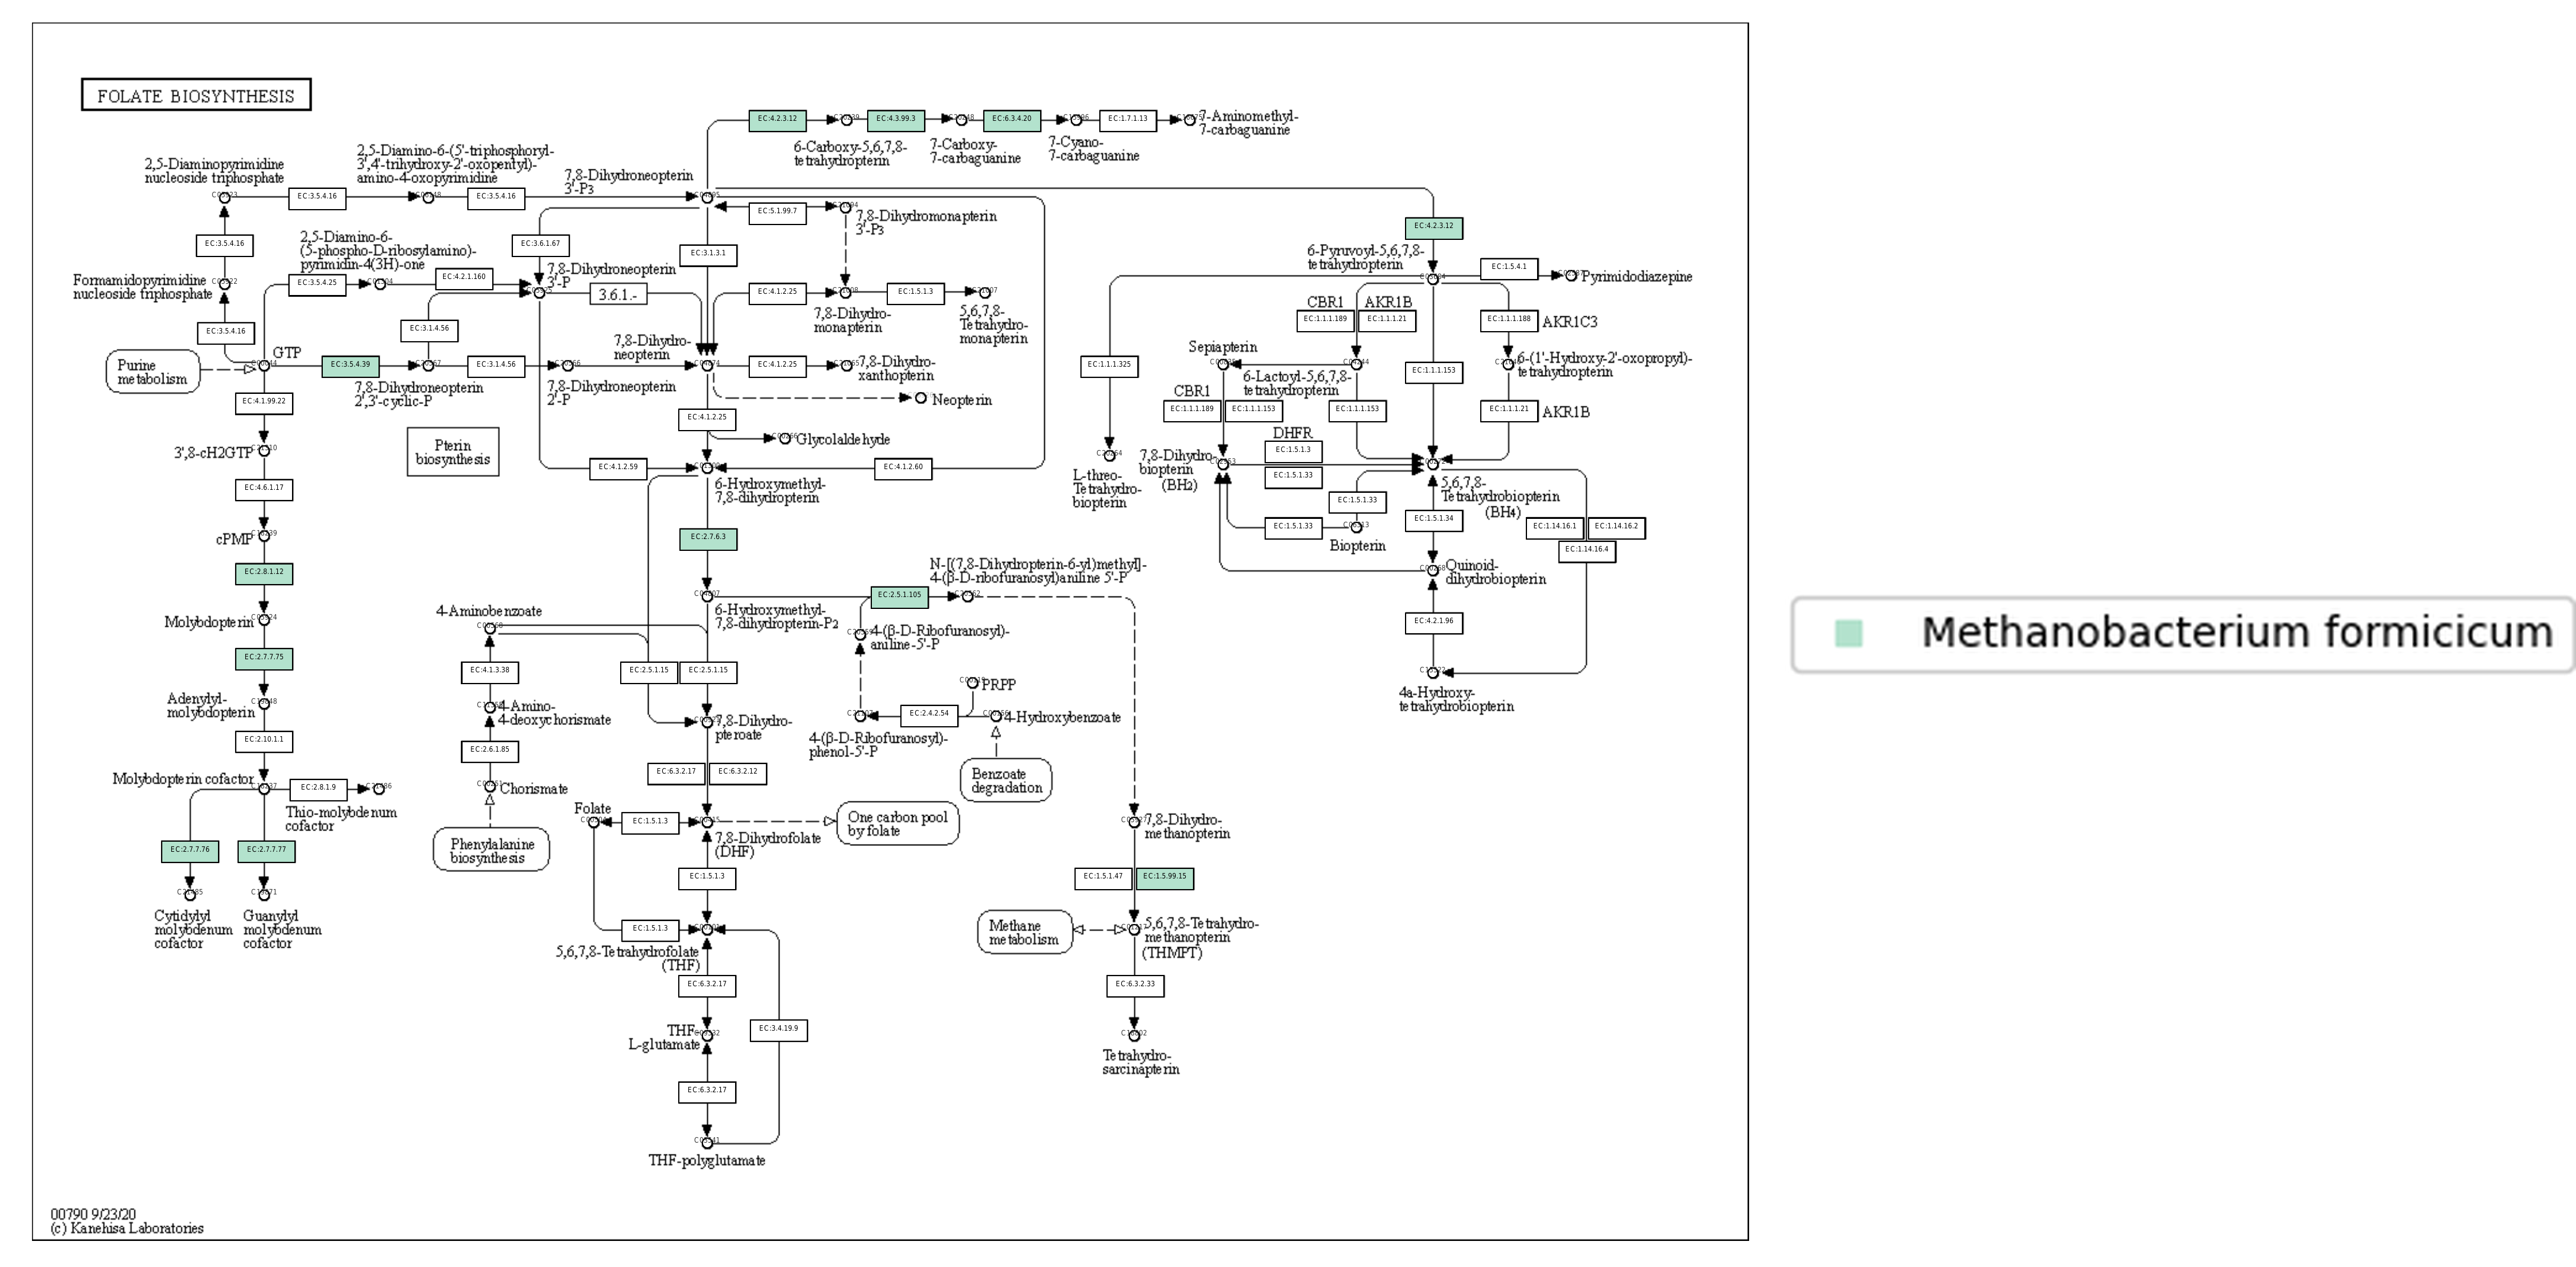 FOLATE BIOSYNTHESIS
EC:4.2.3.12
EC:4.3.99.3
EC:6.3.4.20
EC:1.7.1.13
7-Aminomethyl-
7-carbaguanine
6-Carboxy-5,6,7,8-
tetrahydropterin
7-Carboxy-
7-carbaguanine
7-Cyano-
7-carbaguanine
2,5-Diaminopyrimidine
nucleoside triphosphate
2,5-Diamino-6-(5'-triphosphoryl-
3',4'-trihydroxy-2'-oxopentyl)-
amino-4-oxopyrimidine
7,8-Dihydroneopterin
3'-P3
EC:3.5.4.16
EC:3.5.4.16
EC:5.1.99.7
7,8-Dihydromonapterin
3'-P3
EC:4.2.3.12
EC:3.5.4.16
2,5-Diamino-6-
(5-phospho-D-ribosylamino)-
pyrimidin-4(3H)-one
EC:3.6.1.67
EC:3.1.3.1
6-Pyruvoyl-5,6,7,8-
tetrahydropterin
EC:1.5.4.1
Pyrimidodiazepine
Formamidopyrimidine
nucleoside triphosphate
EC:3.5.4.25
EC:4.2.1.160
7,8-Dihydroneopterin
3'-P
3.6.1.-
EC:4.1.2.25
EC:1.5.1.3
7,8-Dihydro-
monapterin
5,6,7,8-
Tetrahydro-
monapterin
CBR1
AKR1B
EC:1.1.1.189
EC:1.1.1.21
EC:1.1.1.188
AKR1C3
EC:3.5.4.16
EC:3.1.4.56
7,8-Dihydro-
neopterin
GTP
Purine
metabolism
EC:3.5.4.39
EC:3.1.4.56
EC:4.1.2.25
7,8-Dihydro-
xanthopterin
7,8-Dihydroneopterin
2',3'-cyclic-P
7,8-Dihydroneopterin
2'-P
Neopterin
EC:1.1.1.325
Sepiapterin
6-Lactoyl-5,6,7,8-
tetrahydropterin
EC:1.1.1.153
6-(1'-Hydroxy-2'-oxopropyl)-
tetrahydropterin
CBR1
EC:1.1.1.189
EC:1.1.1.153
EC:1.1.1.153
EC:1.1.1.21
AKR1B
EC:4.1.99.22
EC:4.1.2.25
Glycolaldehyde
3',8-cH2GTP
Pterin
biosynthesis
DHFR
EC:1.5.1.3
EC:4.1.2.59
EC:4.1.2.60
7,8-Dihydro-
biopterin
(BH2)
EC:1.5.1.33
L-threo-
Tetrahydro-
biopterin
6-Hydroxymethyl-
7,8-dihydropterin
5,6,7,8-
Tetrahydrobiopterin
(BH4)
EC:4.6.1.17
EC:1.5.1.33
EC:1.5.1.33
Biopterin
EC:1.5.1.34
EC:1.14.16.1
EC:1.14.16.2
EC:1.14.16.4
cPMP
EC:2.7.6.3
Quinoid-
dihydrobiopterin
EC:2.8.1.12
N-[(7,8-Dihydropterin-6-yl)methyl]-
4-(β-D-ribofuranosyl)aniline 5'-P
EC:2.5.1.105
Molybdopterin
4-Aminobenzoate
6-Hydroxymethyl-
7,8-dihydropterin-P2
4-(β-D-Ribofuranosyl)-
aniline-5'-P
EC:4.2.1.96
Methanobacterium formicicum
EC:2.7.7.75
EC:4.1.3.38
EC:2.5.1.15
EC:2.5.1.15
PRPP
4a-Hydroxy-
tetrahydrobiopterin
Adenylyl-
molybdopterin
4-Amino-
4-deoxychorismate
7,8-Dihydro-
pteroate
EC:2.4.2.54
4-Hydroxybenzoate
4-(β-D-Ribofuranosyl)-
phenol-5'-P
EC:2.10.1.1
EC:2.6.1.85
EC:6.3.2.17
EC:6.3.2.12
Benzoate
degradation
Molybdopterin cofactor
EC:2.8.1.9
Thio-molybdenum
cofactor
Chorismate
Folate
EC:1.5.1.3
One carbon pool
by folate
7,8-Dihydro-
methanopterin
Phenylalanine
biosynthesis
7,8-Dihydrofolate
(DHF)
EC:2.7.7.76
EC:2.7.7.77
EC:1.5.1.3
EC:1.5.1.47
EC:1.5.99.15
Cytidylyl
molybdenum
cofactor
Guanylyl
molybdenum
cofactor
EC:1.5.1.3
5,6,7,8-Tetrahydrofolate
(THF)
Methane
metabolism
5,6,7,8-Tetrahydro-
methanopterin
(THMPT)
EC:6.3.2.17
EC:6.3.2.33
THF-
L-glutamate
EC:3.4.19.9
Tetrahydro-
sarcinapterin
EC:6.3.2.17
THF-polyglutamate
00790 9/23/20
(c) Kanehisa Laboratories